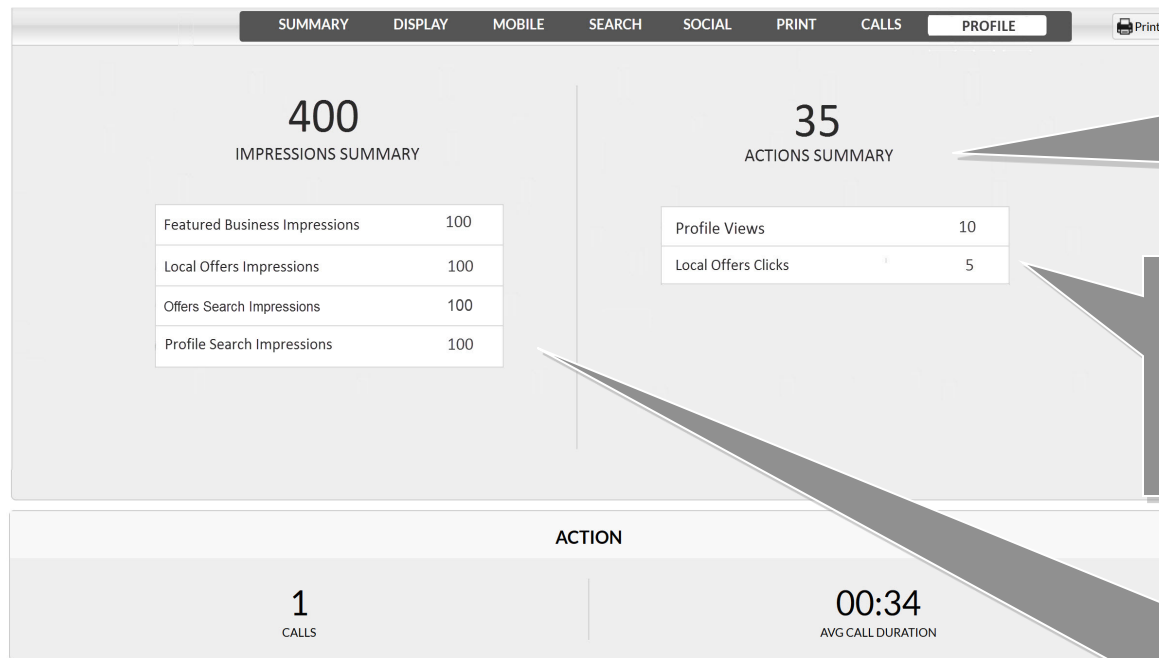 SUMMARY DISPLAY MOBILE SEARCH SOCIAL PRINT CALLS PROFILE Print
400
IMPRESSIONS SUMMARY
Featured Business Impressions 100
Local Offers Impressions 100
Offers Search Impressions 100
Profile Search Impressions 100
35
ACTIONS SUMMARY
Profile Views 10
Local Offers Clicks 5
ACTION
1
CALLS
00:34
AVG CALL DURATION